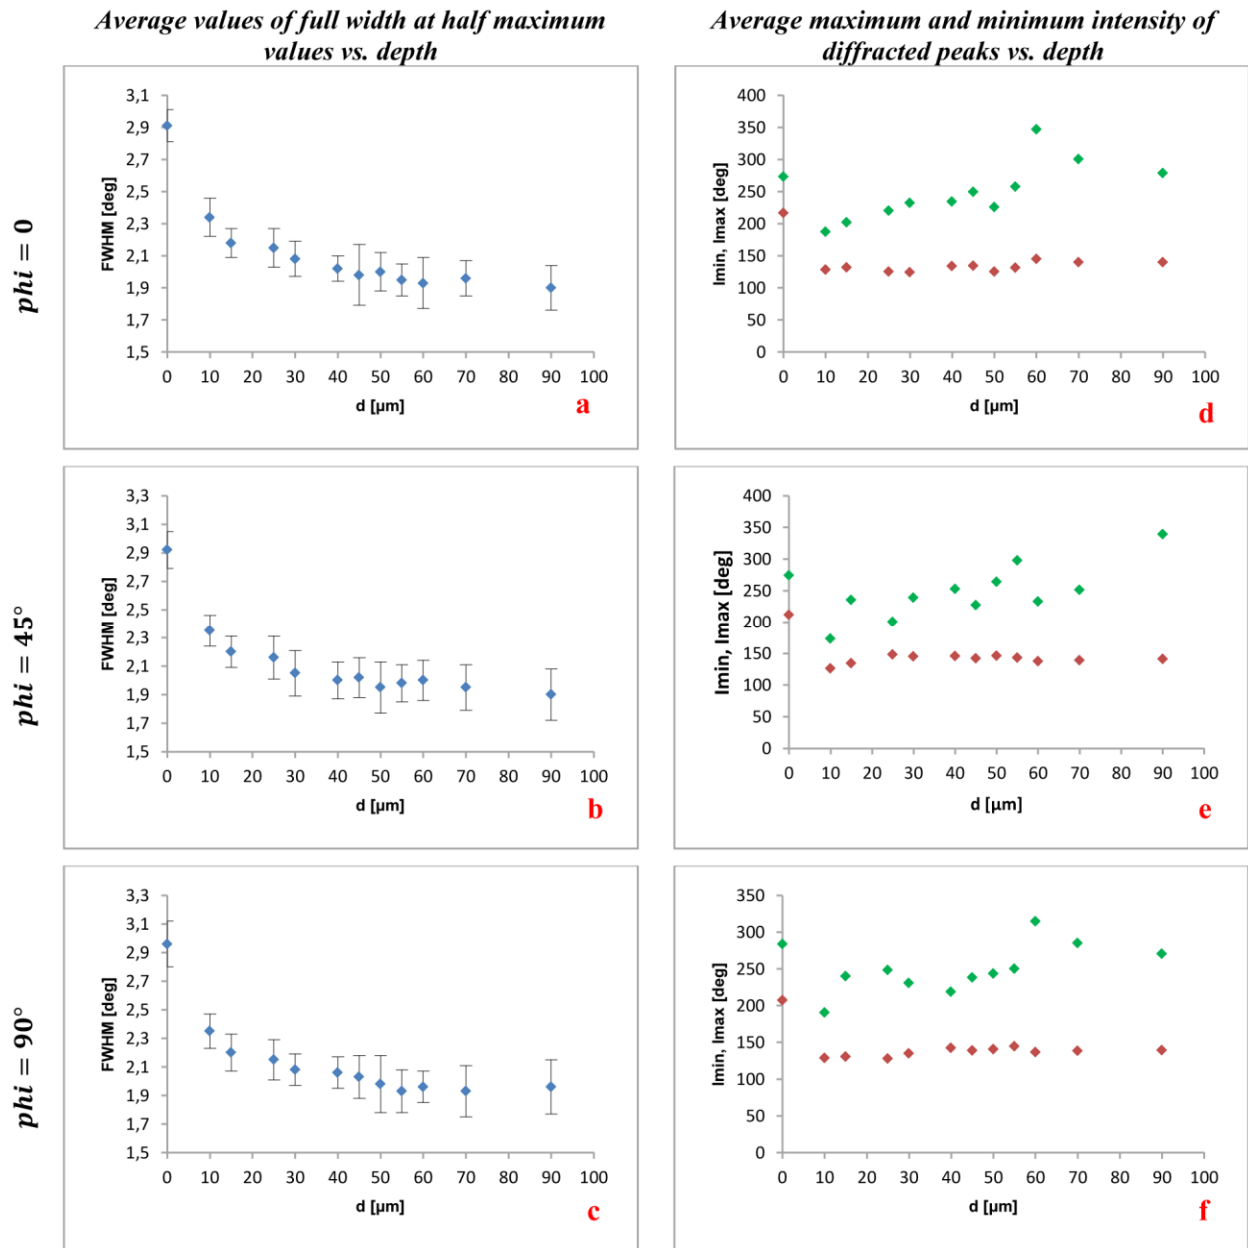 Average values of full width at half maximum
values vs. depth
Average maximum and minimum intensity of
diffracted peaks vs. depth
phi = 0
3,1
2,9
2,7
2,5
2,3
2,1
1,9
1,7
1,5
FWHM [deg]
0 10 20 30 40 50 60 70 80 90 100
d [µm]
a
400
350
300
250
200
150
100
50
0
Imin, Imax [deg]
0 10 20 30 40 50 60 70 80 90 100
d [µm]
d
phi = 45°
3,3
3,1
2,9
2,7
2,5
2,3
2,1
1,9
1,7
1,5
FWHM [deg]
0 10 20 30 40 50 60 70 80 90 100
d [µm]
b
400
350
300
250
200
150
100
50
0
Imin, Imax [deg]
0 10 20 30 40 50 60 70 80 90 100
d [µm]
e
phi = 90°
3,3
3,1
2,9
2,7
2,5
2,3
2,1
1,9
1,7
1,5
FWHM [deg]
0 10 20 30 40 50 60 70 80 90 100
d [µm]
c
350
300
250
200
150
100
50
0
Imin, Imax [deg]
0 10 20 30 40 50 60 70 80 90 100
d [µm]
f